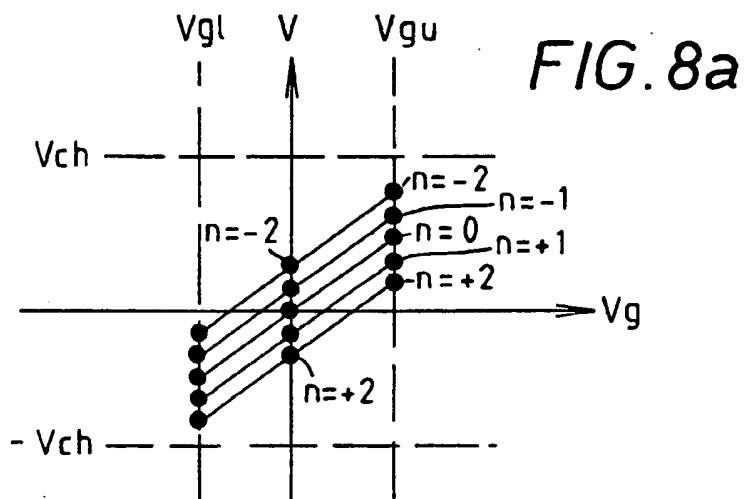 Vgl V Vgu
FIG. 8a
Vch
n=-2
n=-1
n=-2
n=0
n=+1
n=+2
Vg
n=+2
- Vch